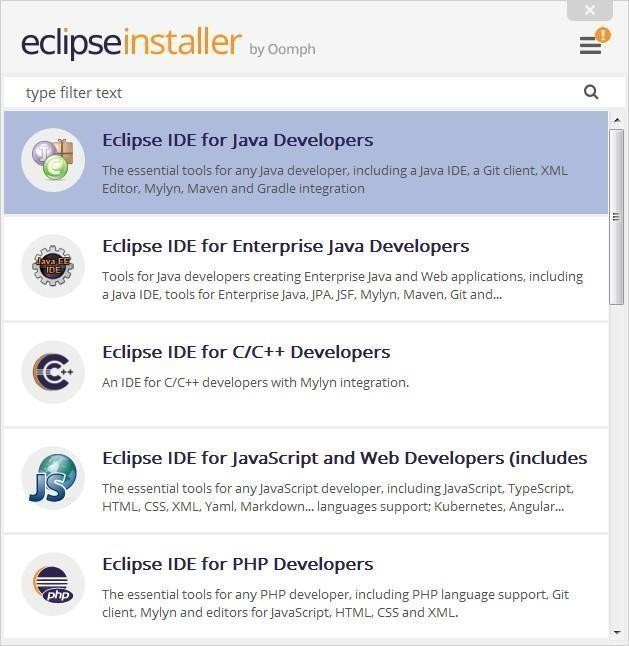 eclipseinstaller by Oomph
!
type filter text
Eclipse IDE for Java Developers
The essential tools for any Java developer, including a Java IDE, a Git client, XML
Editor, Mylyn, Maven and Gradle integration
Java EE
IDE
Eclipse IDE for Enterprise Java Developers
Tools for Java developers creating Enterprise Java and Web applications, including
a Java IDE, tools for Enterprise Java, JPA, JSF, Mylyn, Maven, Git and...
C++
Eclipse IDE for C/C++ Developers
An IDE for C/C++ developers with Mylyn integration.
JS
Eclipse IDE for JavaScript and Web Developers (includes
The essential tools for any JavaScript developer, including JavaScript, TypeScript,
HTML, CSS, XML, Yaml, Markdown... languages support; Kubernetes, Angular...
php
Eclipse IDE for PHP Developers
The essential tools for any PHP developer, including PHP language support, Git
client, Mylyn and editors for JavaScript, HTML, CSS and XML.